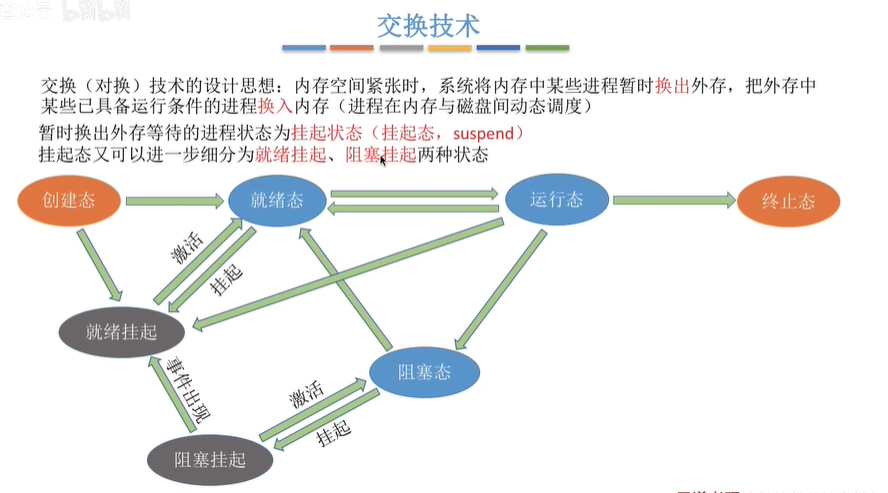 bilibili
交换技术
交换（对换）技术的设计思想：内存空间紧张时，系统将内存中某些进程暂时换出外存，把外存中
某些已具备运行条件的进程换入内存（进程在内存与磁盘间动态调度）
暂时换出外存等待的进程状态为挂起状态（挂起态，suspend）
挂起态又可以进一步细分为就绪挂起、阻塞挂起两种状态
创建态
就绪态
运行态
终止态
激活
挂起
就绪挂起
事件出现
阻塞态
激活
挂起
阻塞挂起